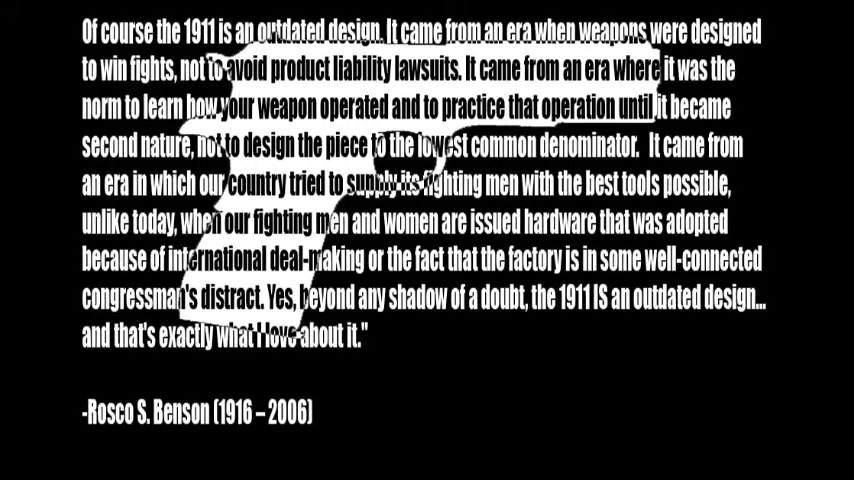 Of course the 1911 is an outdated design. It came from an era when weapons were designed
to win fights, not to avoid product liability lawsuits. It came from an era where it was the
norm to learn how your weapon operated and to practice that operation until it became
second nature, not to design the piece to the lowest common denominator. It came from
an era in which our country tried to supply its fighting men with the best tools possible,
unlike today, when our fighting men and women are issued hardware that was adopted
because of international deal-making or the fact that the factory is in some well-connected
congressman's distract. Yes, beyond any shadow of a doubt, the 1911 IS an outdated design...
and that's exactly what I love about it."
-Rosco S. Benson (1916 – 2006)